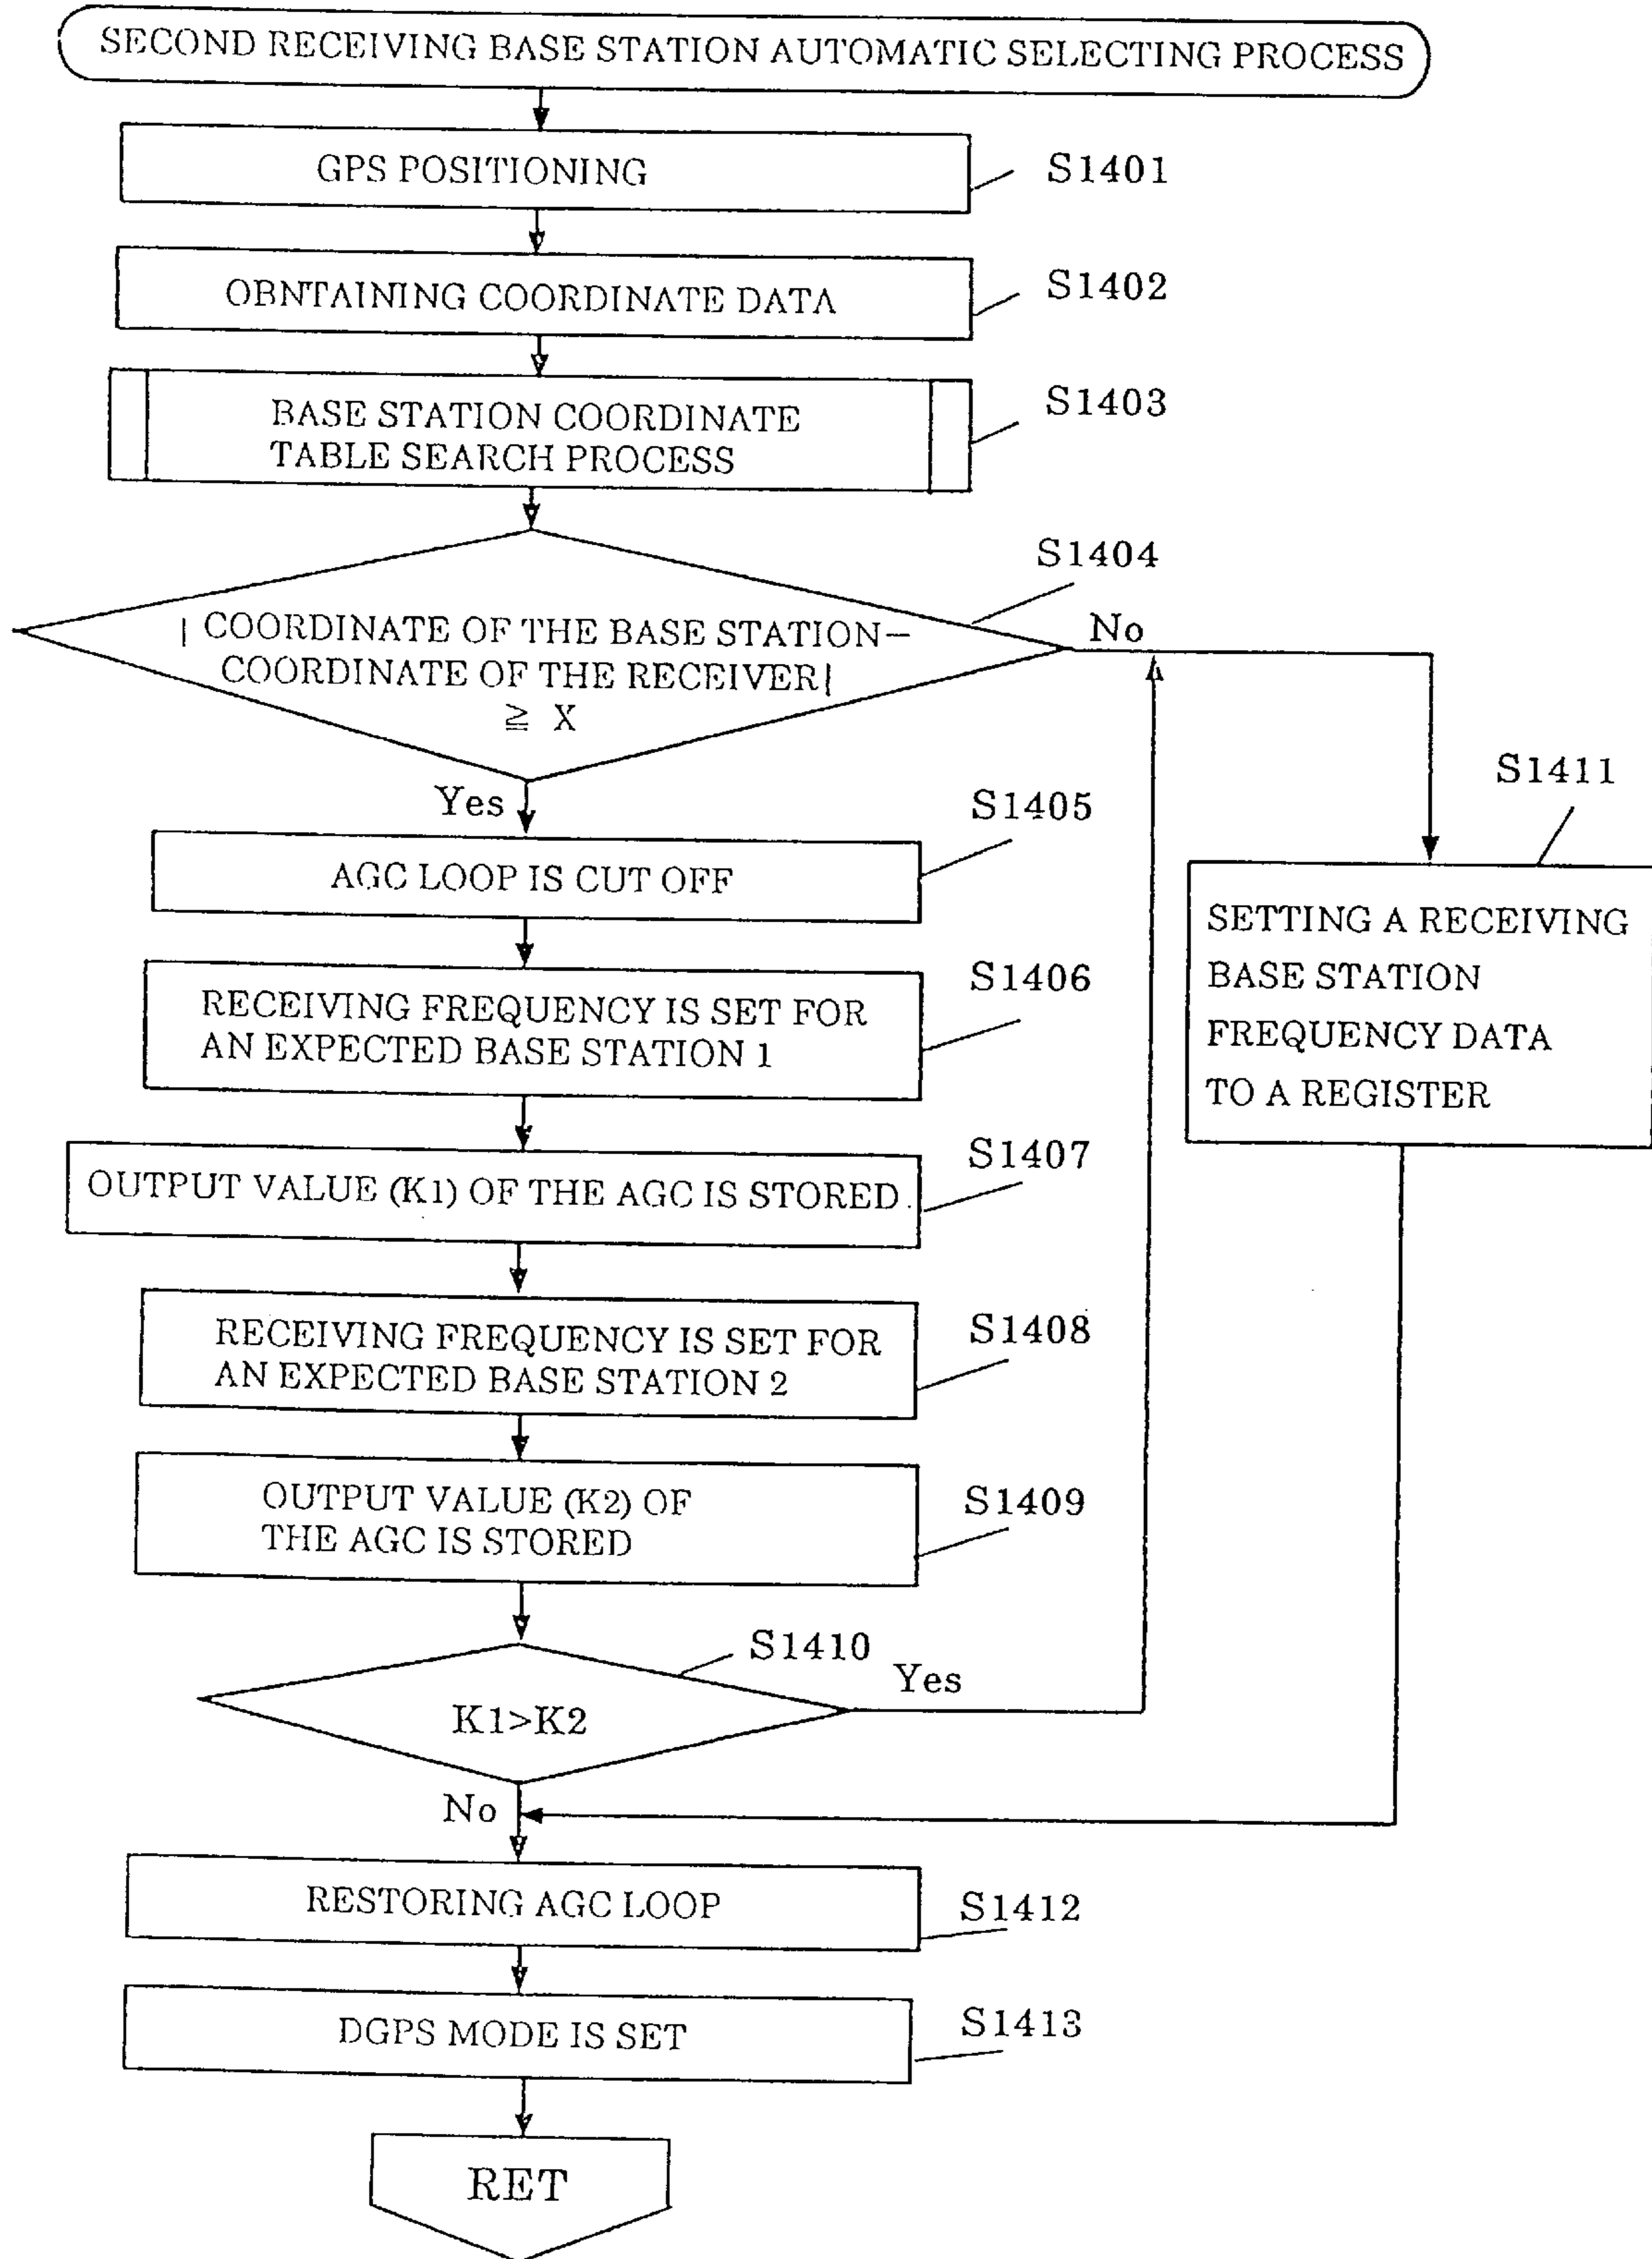 SECOND RECEIVING BASE STATION AUTOMATIC SELECTING PROCESS
GPS POSITIONING
S1401
OBNTAINING COORDINATE DATA
S1402
BASE STATION COORDINATE
TABLE SEARCH PROCESS
S1403
S1404
| COORDINATE OF THE BASE STATION−
COORDINATE OF THE RECEIVER|
≧ X
No
Yes
S1405
AGC LOOP IS CUT OFF
S1411
SETTING A RECEIVING
BASE STATION
FREQUENCY DATA
TO A REGISTER
S1406
RECEIVING FREQUENCY IS SET FOR
AN EXPECTED BASE STATION 1
S1407
OUTPUT VALUE (K1) OF THE AGC IS STORED.
S1408
RECEIVING FREQUENCY IS SET FOR
AN EXPECTED BASE STATION 2
S1409
OUTPUT VALUE (K2) OF
THE AGC IS STORED
S1410
Yes
K1>K2
No
RESTORING AGC LOOP
S1412
DGPS MODE IS SET
S1413
RET